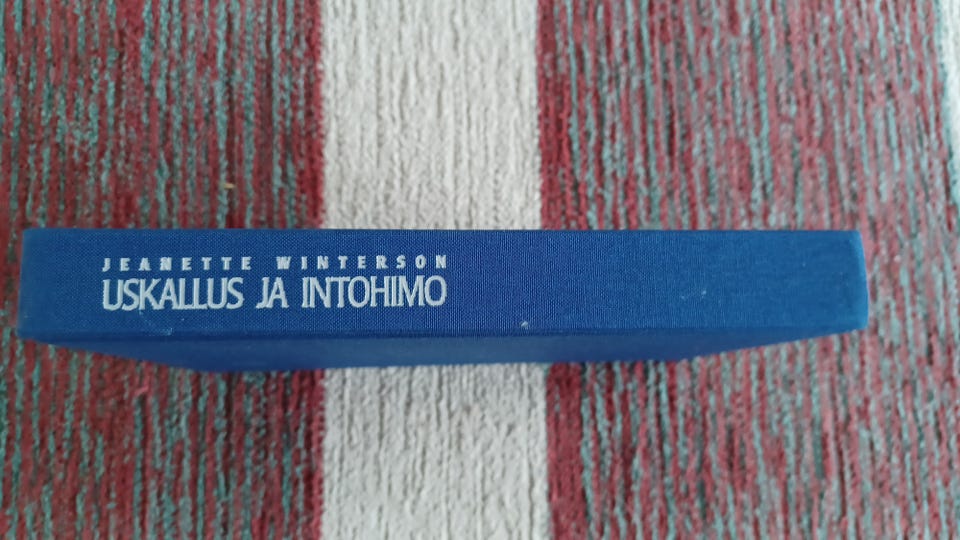 JEANETTE WINTERSON
USKALLUS JA INTOHIMO